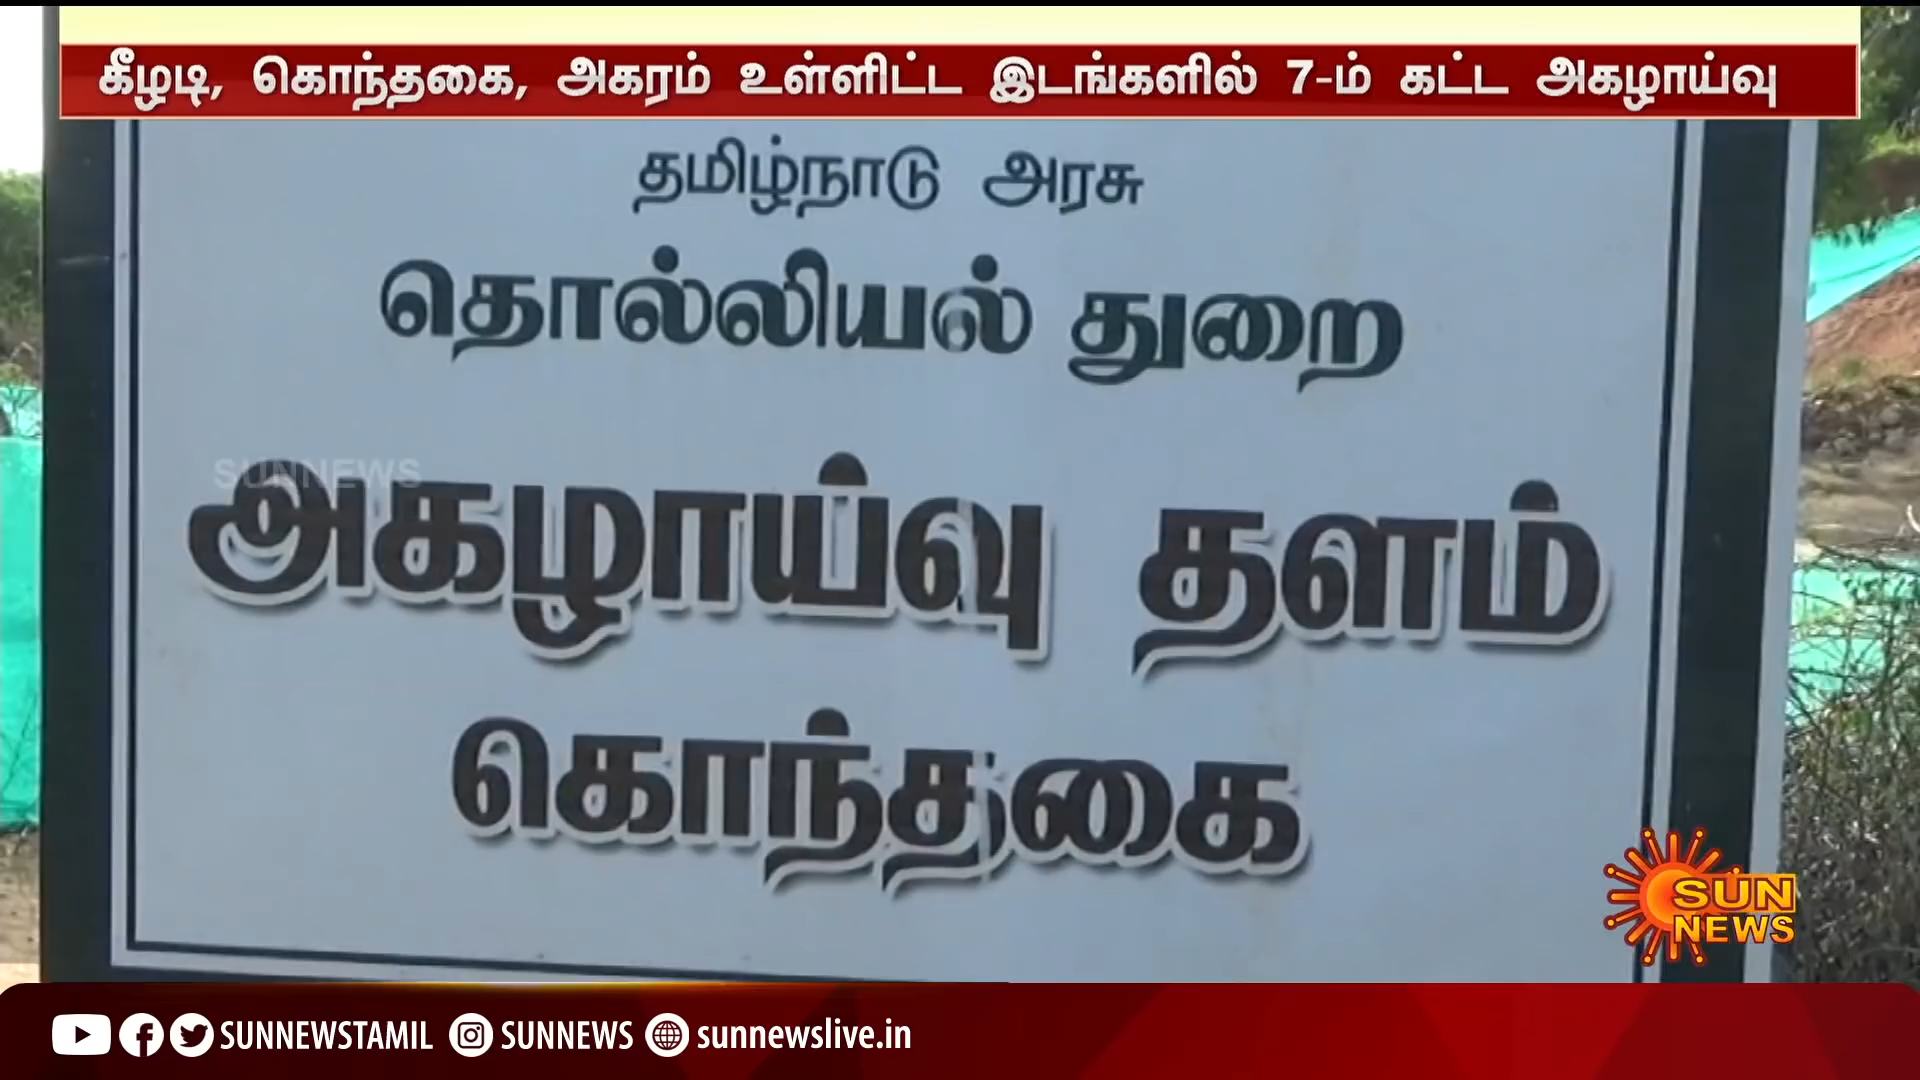 கீழடி, கொந்தகை, அகரம் உள்ளிட்ட இடங்களில் 7-ம் கட்ட அகழாய்வு
தமிழ்நாடு அரசு
தொல்லியல் துறை
SUNNEWS
அகழாய்வு தளம்
கொந்தகை
SUN
NEWS
SUNNEWSTAMIL SUNNEWS sunnewslive.in